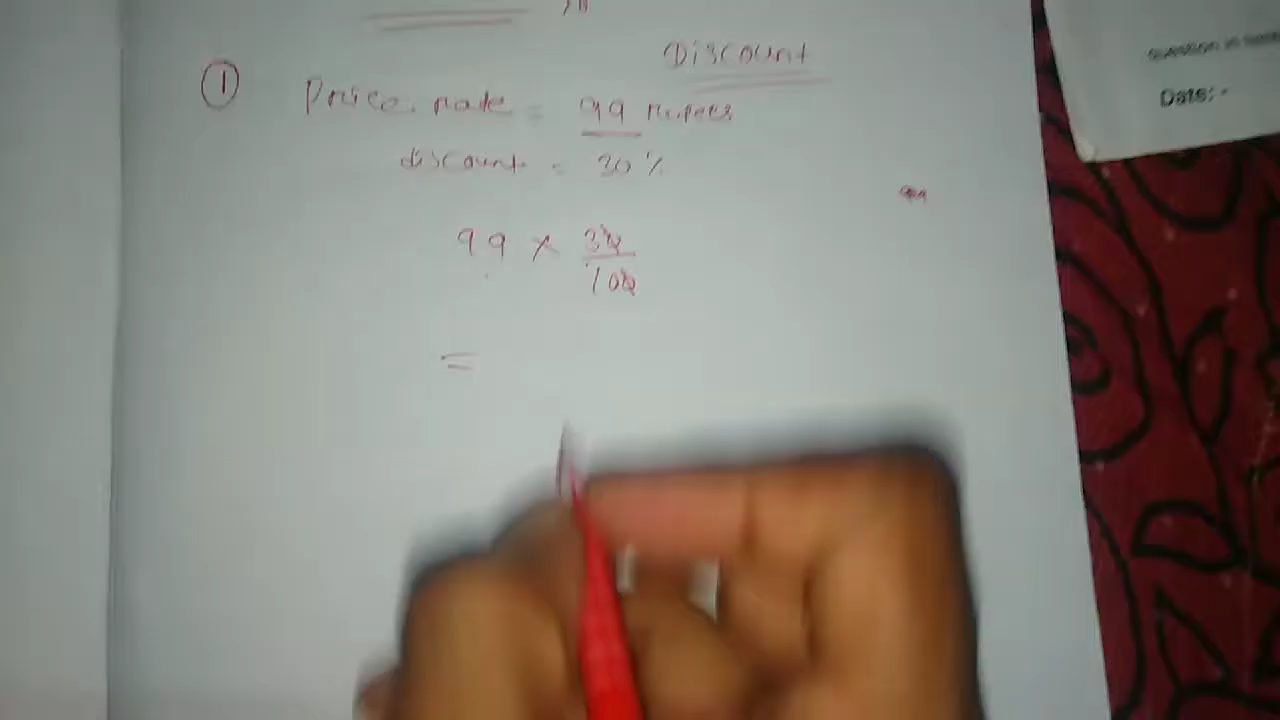 Discount
① Price rate = 99 rupees
discount = 30%
99 × 30/100
=
Date: -